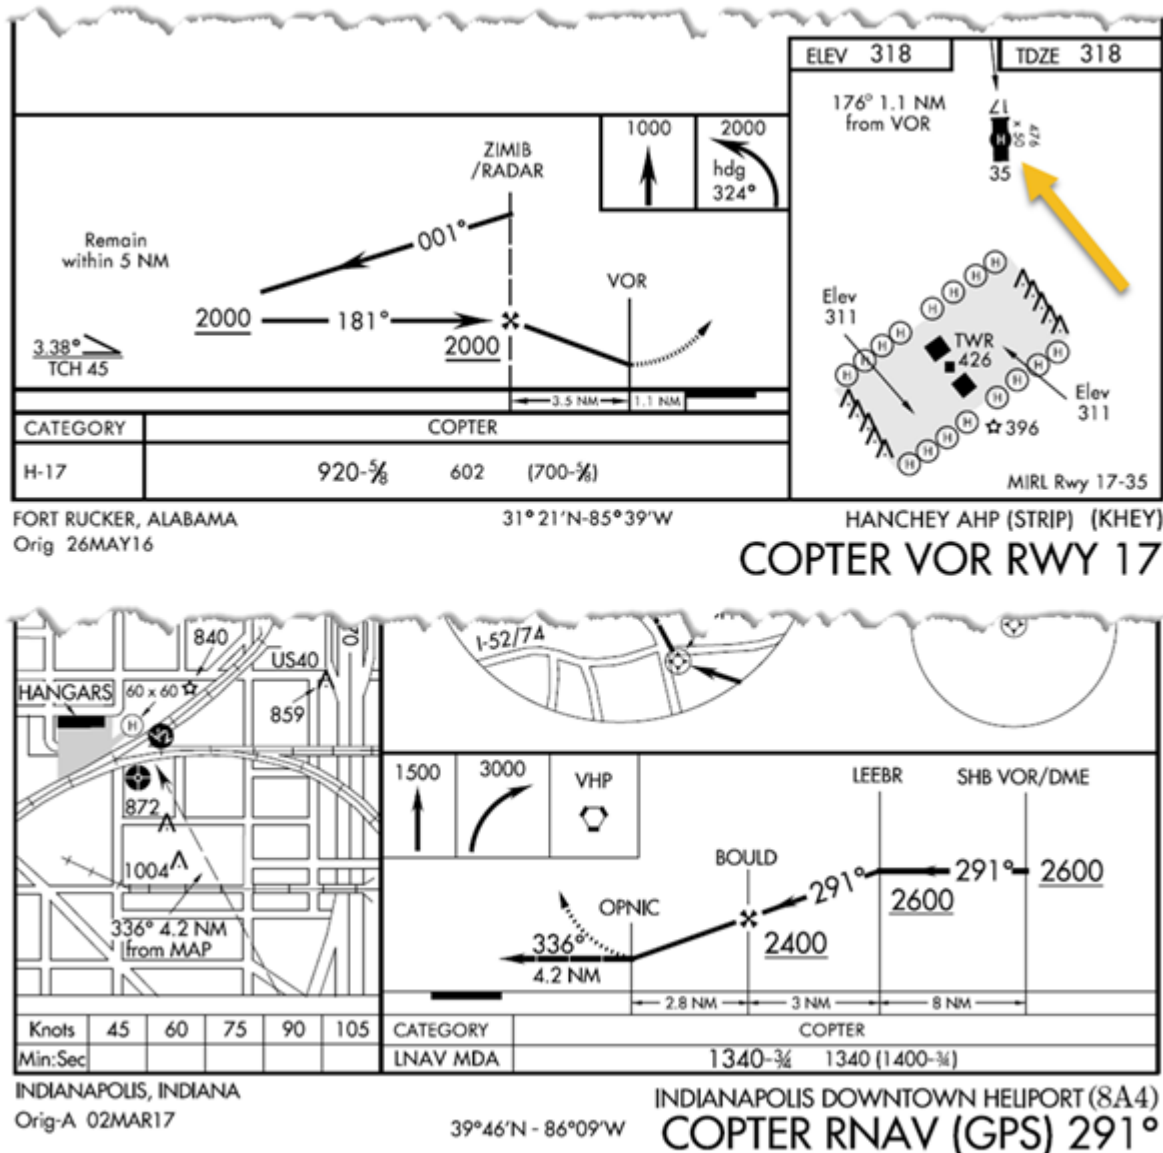 ELEV 318
TDZE 318
176° 1.1 NM
from VOR
17
476
x 50
H
35
ZIMIB
/RADAR
1000
2000
hdg
324°
001°
Remain
within 5 NM
VOR
2000
181°
2000
3.38°
TCH 45
3.5 NM
1.1 NM
Elev
311
TWR
426
Elev
311
396
MIRL Rwy 17-35
CATEGORY
COPTER
H-17
920-⅝
602
(700-⅝)
FORT RUCKER, ALABAMA
Orig 26MAY16
31° 21'N-85° 39'W
HANCHEY AHP (STRIP) (KHEY)
COPTER VOR RWY 17
840
US40
HANGARS
60 x 60
H
859
872
1004
336° 4.2 NM
from MAP
I-52/74
1500
3000
VHP
LEEBR
SHB VOR/DME
BOULD
291°
291°
2600
2600
OPNIC
2400
336°
4.2 NM
2.8 NM
3 NM
8 NM
Knots 45 60 75 90 105
Min:Sec
CATEGORY
COPTER
LNAV MDA
1340-¾
1340 (1400-¾)
INDIANAPOLIS, INDIANA
Orig-A 02MAR17
39°46'N - 86°09'W
INDIANAPOLIS DOWNTOWN HELIPORT (8A4)
COPTER RNAV (GPS) 291°